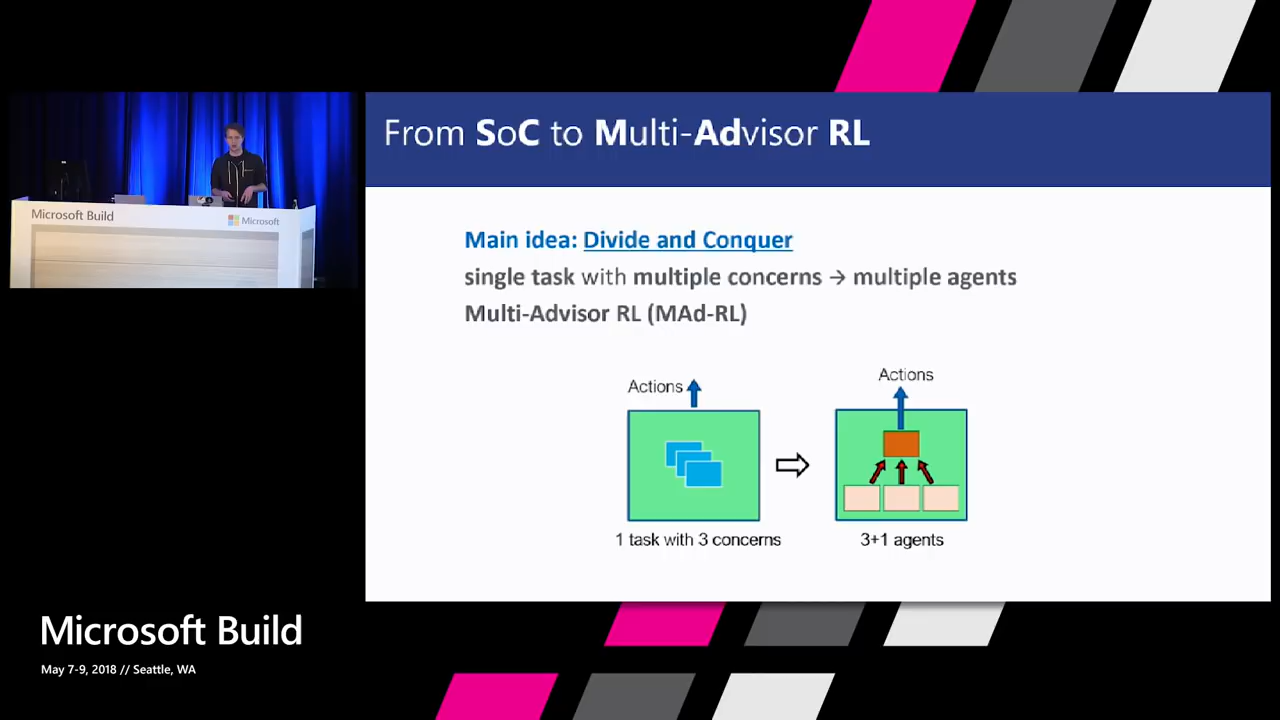 From SoC to Multi-Advisor RL
Microsoft Build
Microsoft
Main idea: Divide and Conquer
single task with multiple concerns → multiple agents
Multi-Advisor RL (MAd-RL)
Actions
Actions
1 task with 3 concerns
3+1 agents
Microsoft Build
May 7-9, 2018 // Seattle, WA